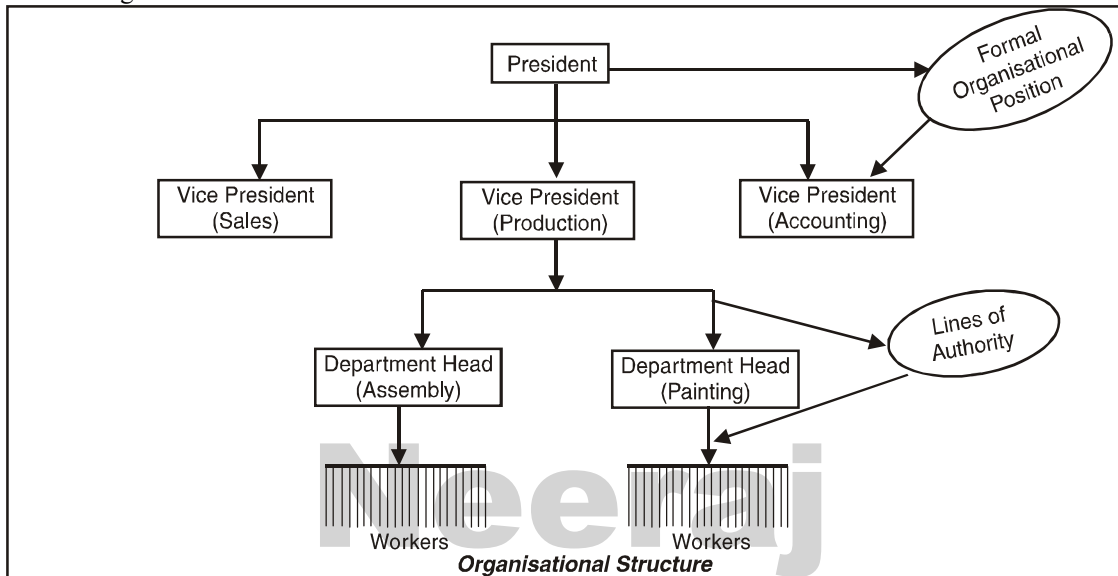 President
Formal
Organisational
Position
Vice President
(Sales)
Vice President
(Production)
Vice President
(Accounting)
Lines of
Authority
Department Head
(Assembly)
Department Head
(Painting)
Neeraj
Workers
Workers
Organisational Structure